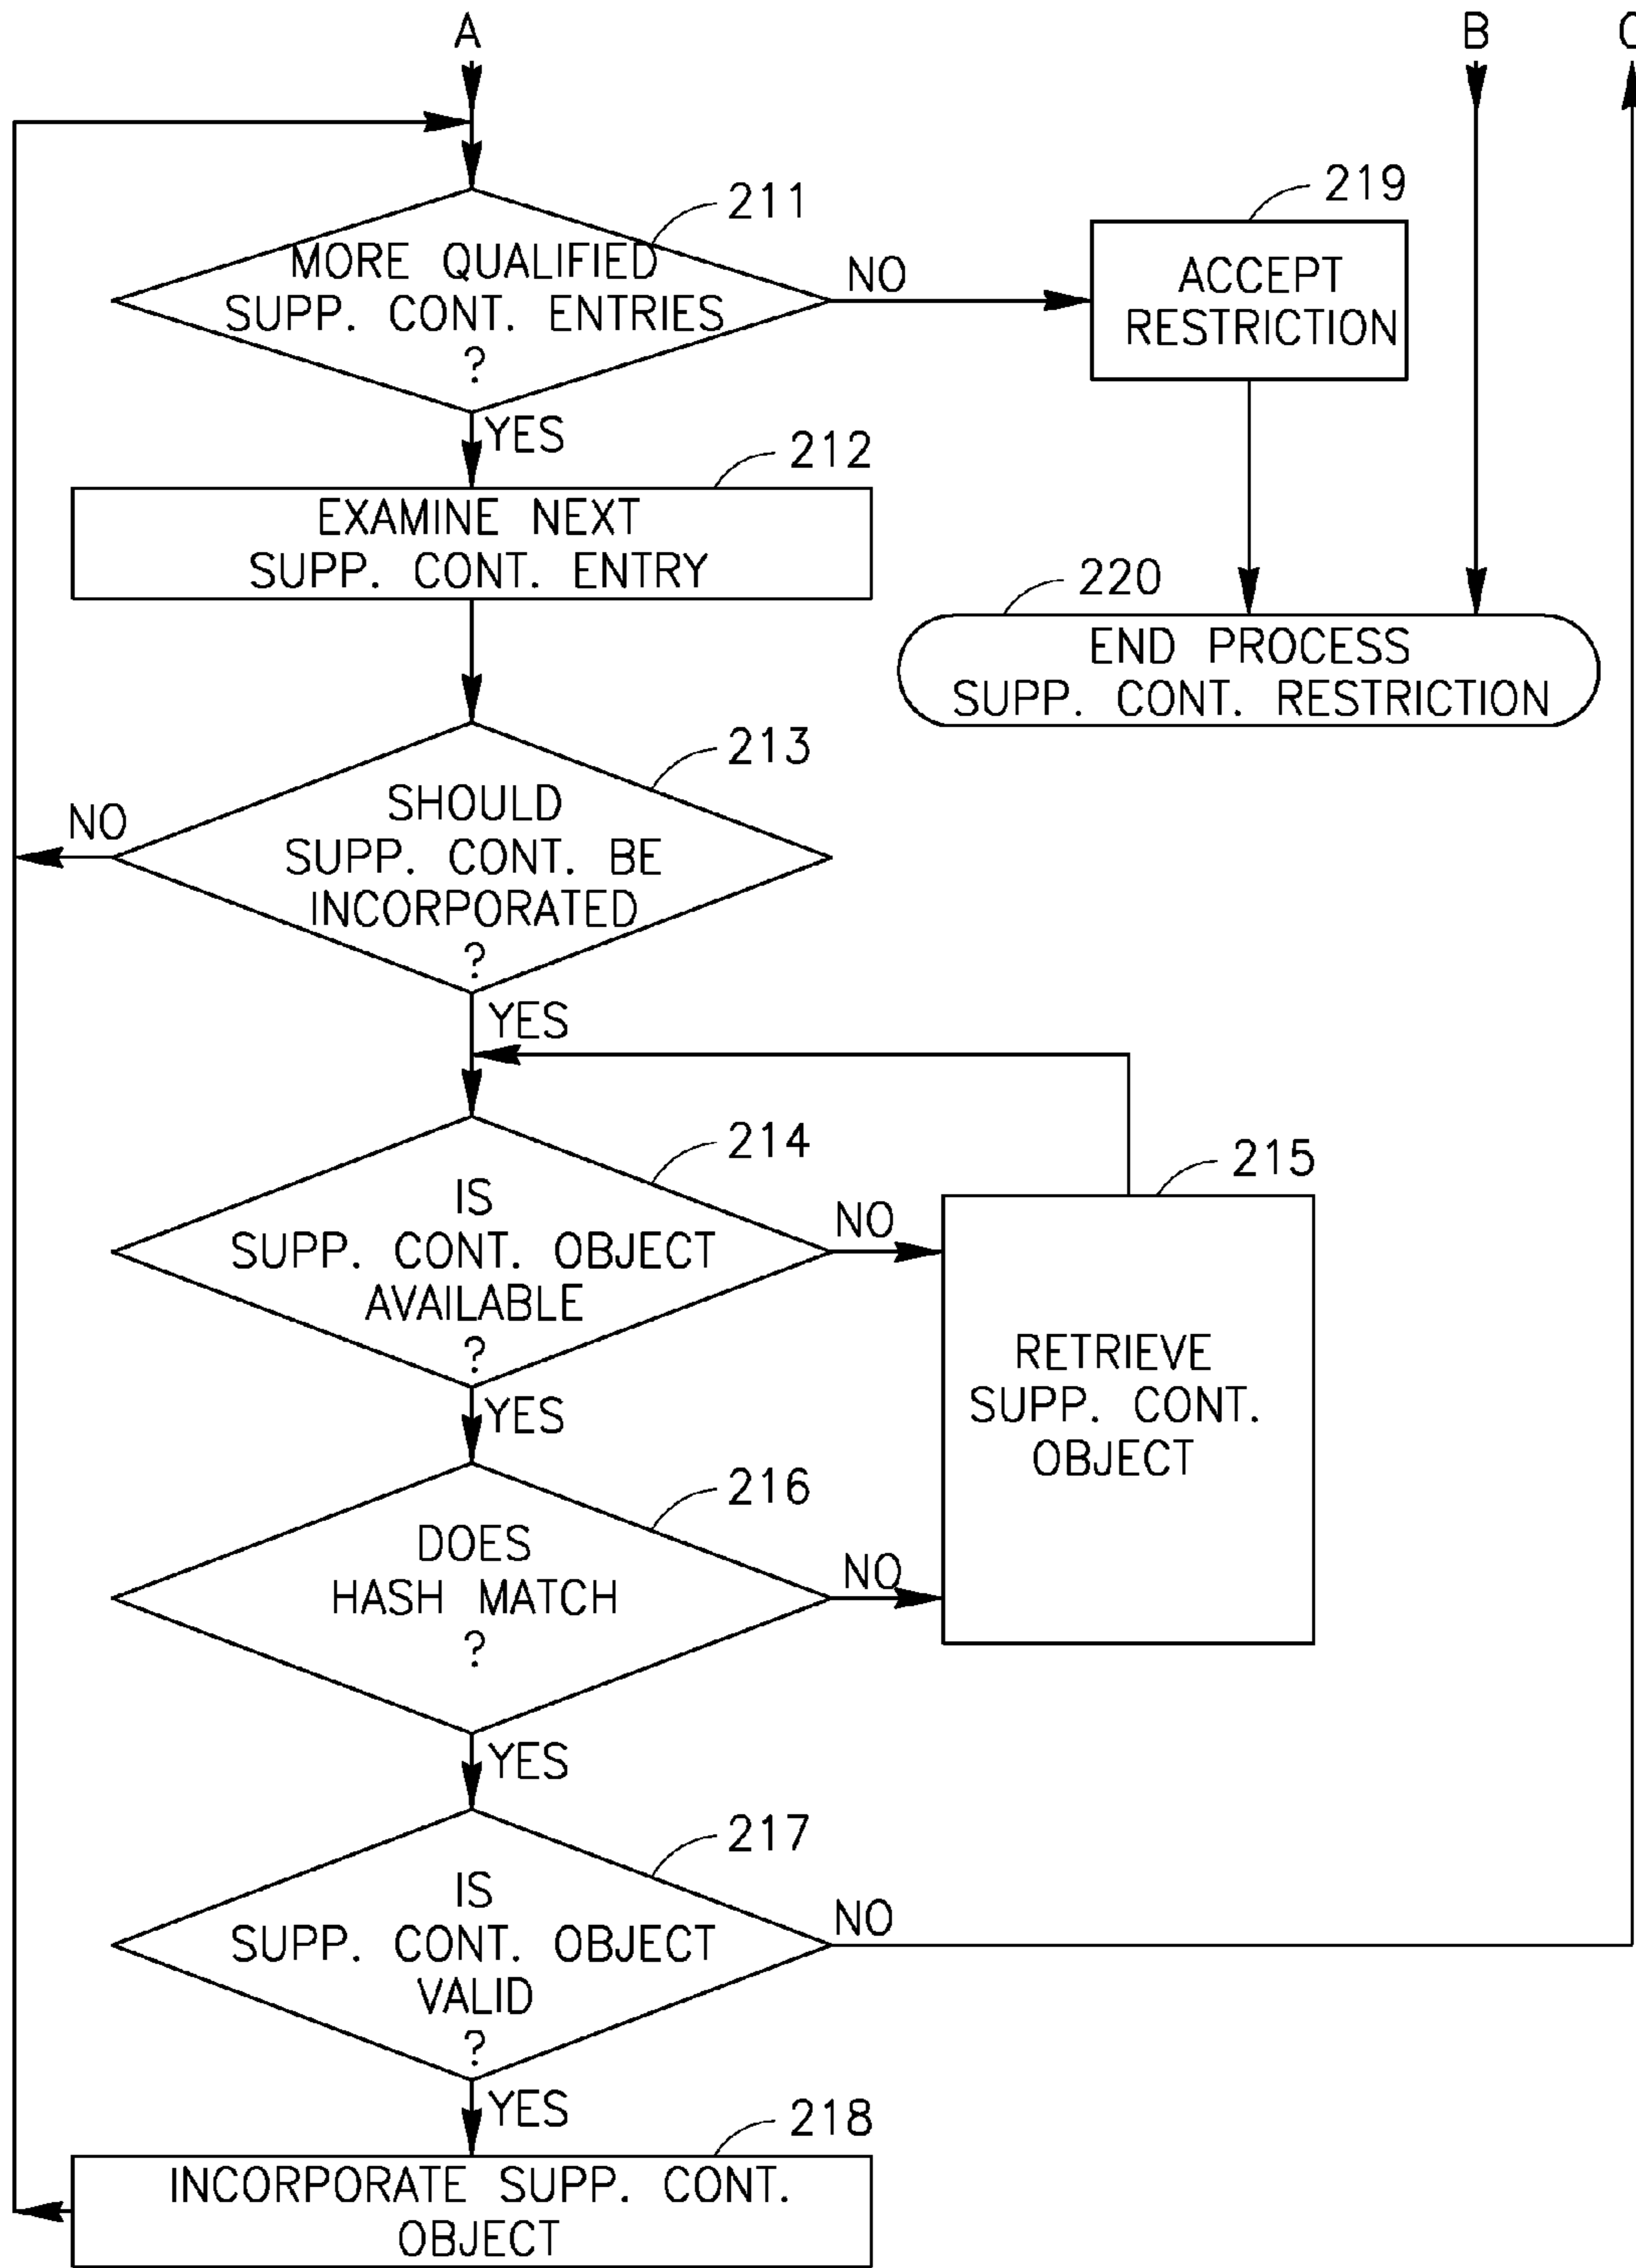 A
B
C
211
MORE QUALIFIED
SUPP. CONT. ENTRIES
?
NO
219
ACCEPT
RESTRICTION
YES
212
EXAMINE NEXT
SUPP. CONT. ENTRY
220
END PROCESS
SUPP. CONT. RESTRICTION
213
SHOULD
SUPP. CONT. BE
INCORPORATED
?
NO
YES
214
IS
SUPP. CONT. OBJECT
AVAILABLE
?
NO
215
RETRIEVE
SUPP. CONT.
OBJECT
YES
216
DOES
HASH MATCH
?
NO
YES
217
IS
SUPP. CONT. OBJECT
VALID
?
NO
YES
218
INCORPORATE SUPP. CONT.
OBJECT